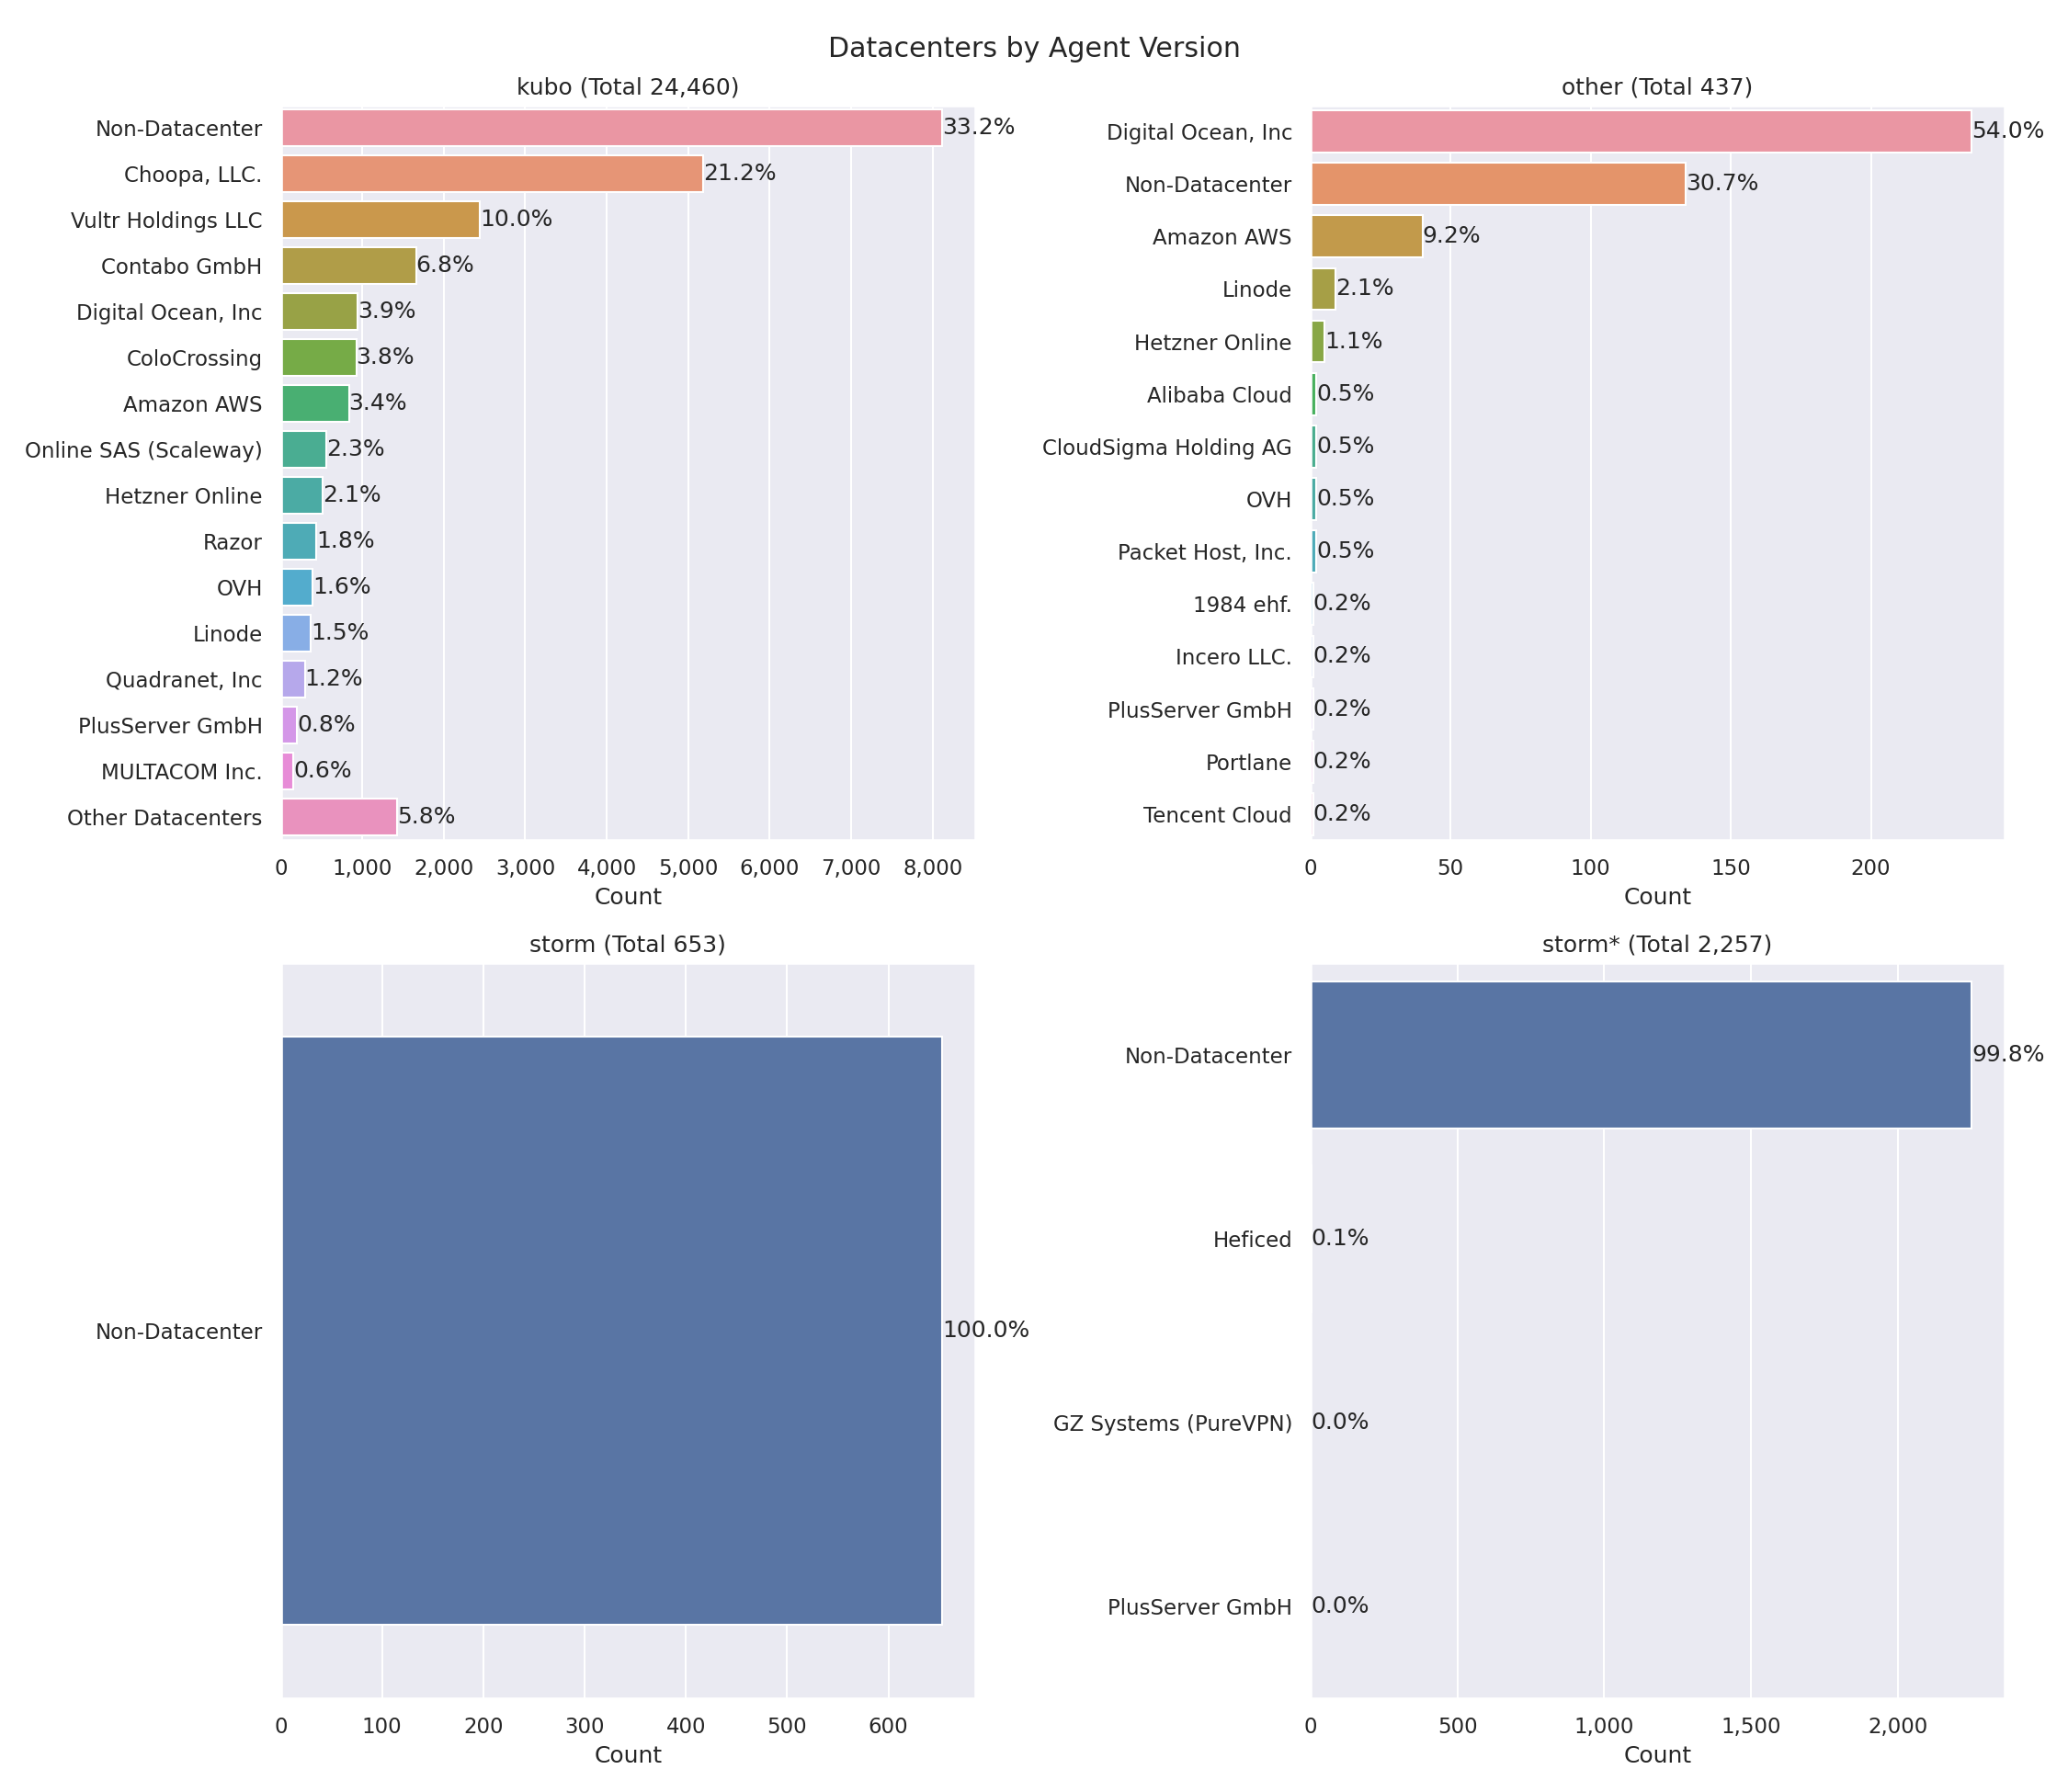 Datacenters by Agent Version
kubo (Total 24,460)
Non-Datacenter 33.2%
Choopa, LLC. 21.2%
Vultr Holdings LLC 10.0%
Contabo GmbH 6.8%
Digital Ocean, Inc 3.9%
ColoCrossing 3.8%
Amazon AWS 3.4%
Online SAS (Scaleway) 2.3%
Hetzner Online 2.1%
Razor 1.8%
OVH 1.6%
Linode 1.5%
Quadranet, Inc 1.2%
PlusServer GmbH 0.8%
MULTACOM Inc. 0.6%
Other Datacenters 5.8%
0 1,000 2,000 3,000 4,000 5,000 6,000 7,000 8,000
Count
other (Total 437)
Digital Ocean, Inc 54.0%
Non-Datacenter 30.7%
Amazon AWS 9.2%
Linode 2.1%
Hetzner Online 1.1%
Alibaba Cloud 0.5%
CloudSigma Holding AG 0.5%
OVH 0.5%
Packet Host, Inc. 0.5%
1984 ehf. 0.2%
Incero LLC. 0.2%
PlusServer GmbH 0.2%
Portlane 0.2%
Tencent Cloud 0.2%
0 50 100 150 200
Count
storm (Total 653)
Non-Datacenter 100.0%
0 100 200 300 400 500 600
Count
storm* (Total 2,257)
Non-Datacenter 99.8%
Heficed 0.1%
GZ Systems (PureVPN) 0.0%
PlusServer GmbH 0.0%
0 500 1,000 1,500 2,000
Count